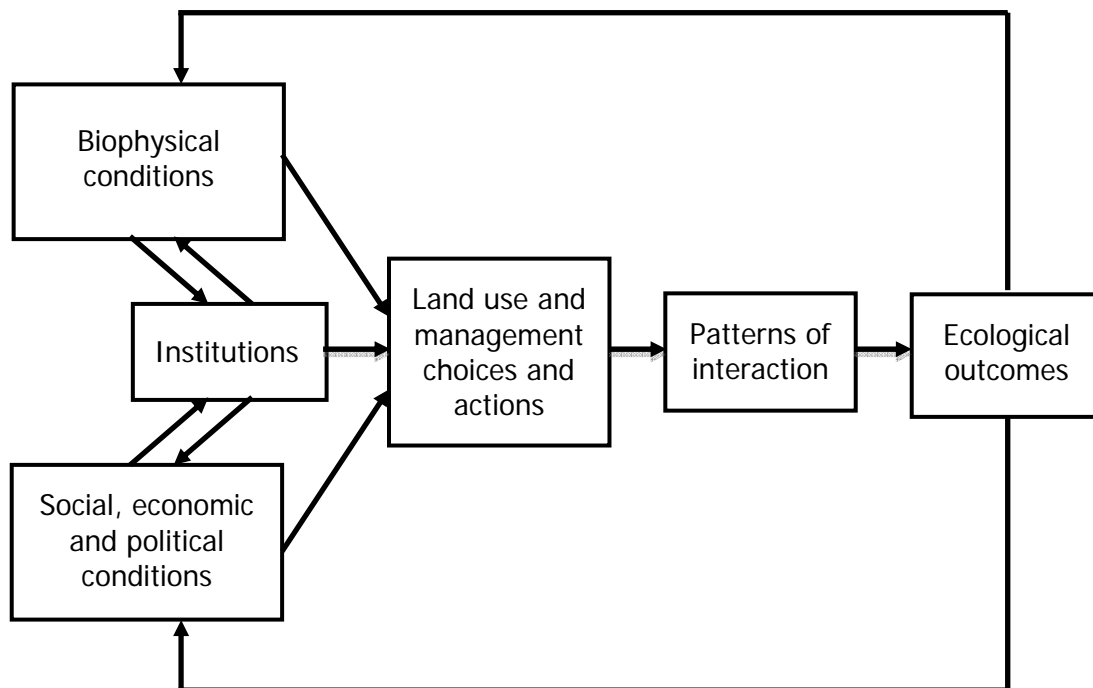 Biophysical
conditions
Institutions
Social, economic
and political
conditions
Land use and
management
choices and
actions
Patterns of
interaction
Ecological
outcomes